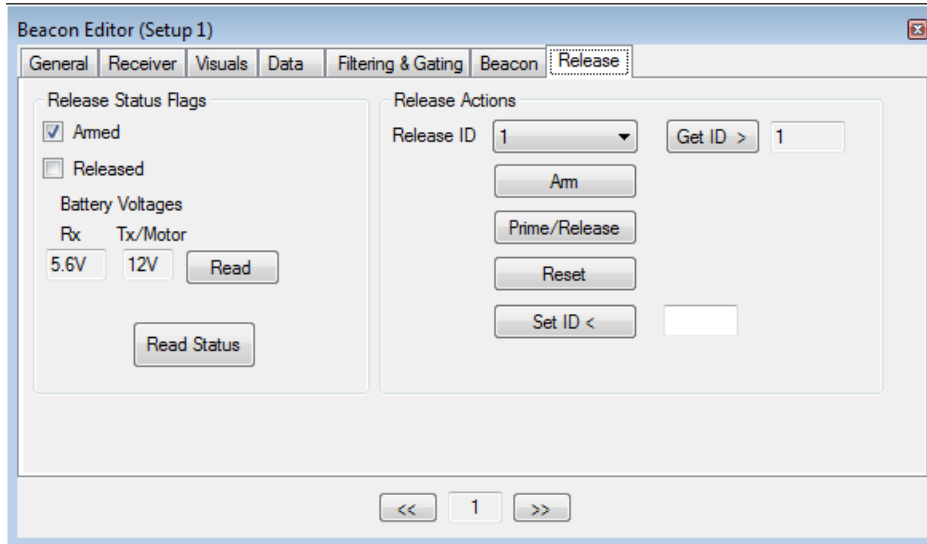 Beacon Editor (Setup 1)
General Receiver Visuals Data Filtering & Gating Beacon Release
Release Status Flags
Armed
Released
Battery Voltages
Rx Tx/Motor
5.6V 12V Read
Read Status
Release Actions
Release ID 1 Get ID > 1
Arm
Prime/Release
Reset
Set ID <
<< 1 >>